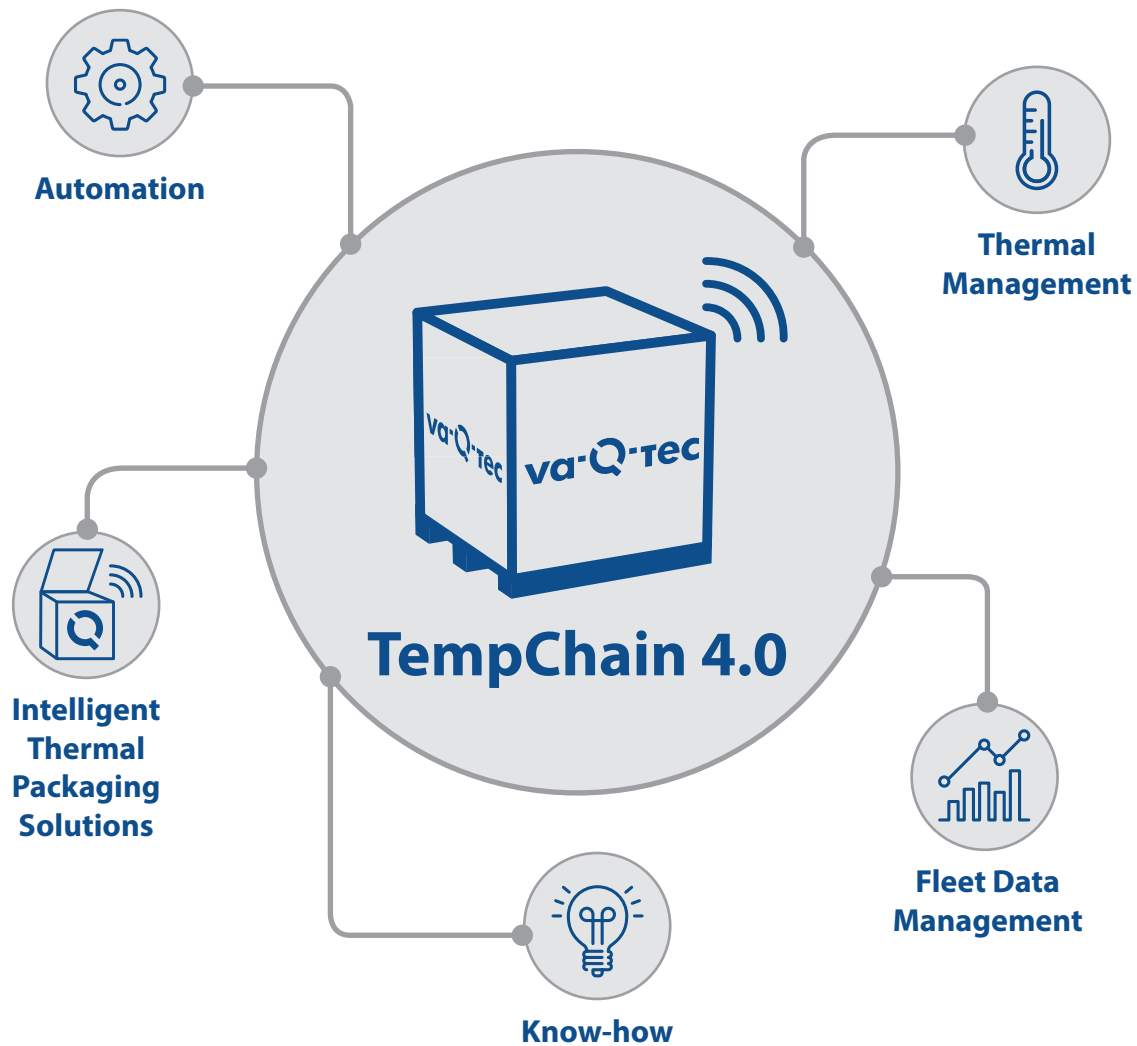 Automation
Thermal
Management
va-Q-tec
va-Q-tec
TempChain 4.0
Intelligent
Thermal
Packaging
Solutions
Fleet Data
Management
Know-how